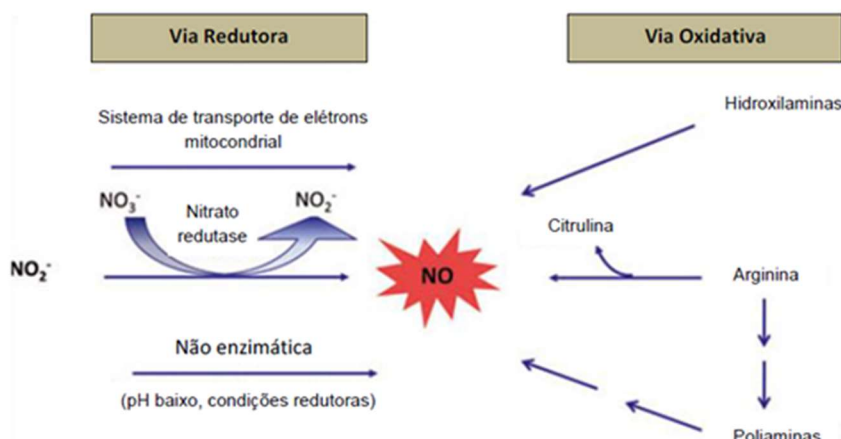 Via Redutora
Via Oxidativa
Sistema de transporte de elétrons
mitocondrial
Hidroxilaminas
NO₃⁻
NO₂⁻
Nitrato
redutase
Citrulina
NO₂⁻
NO
Arginina
Não enzimática
(pH baixo, condições redutoras)
Poliaminas